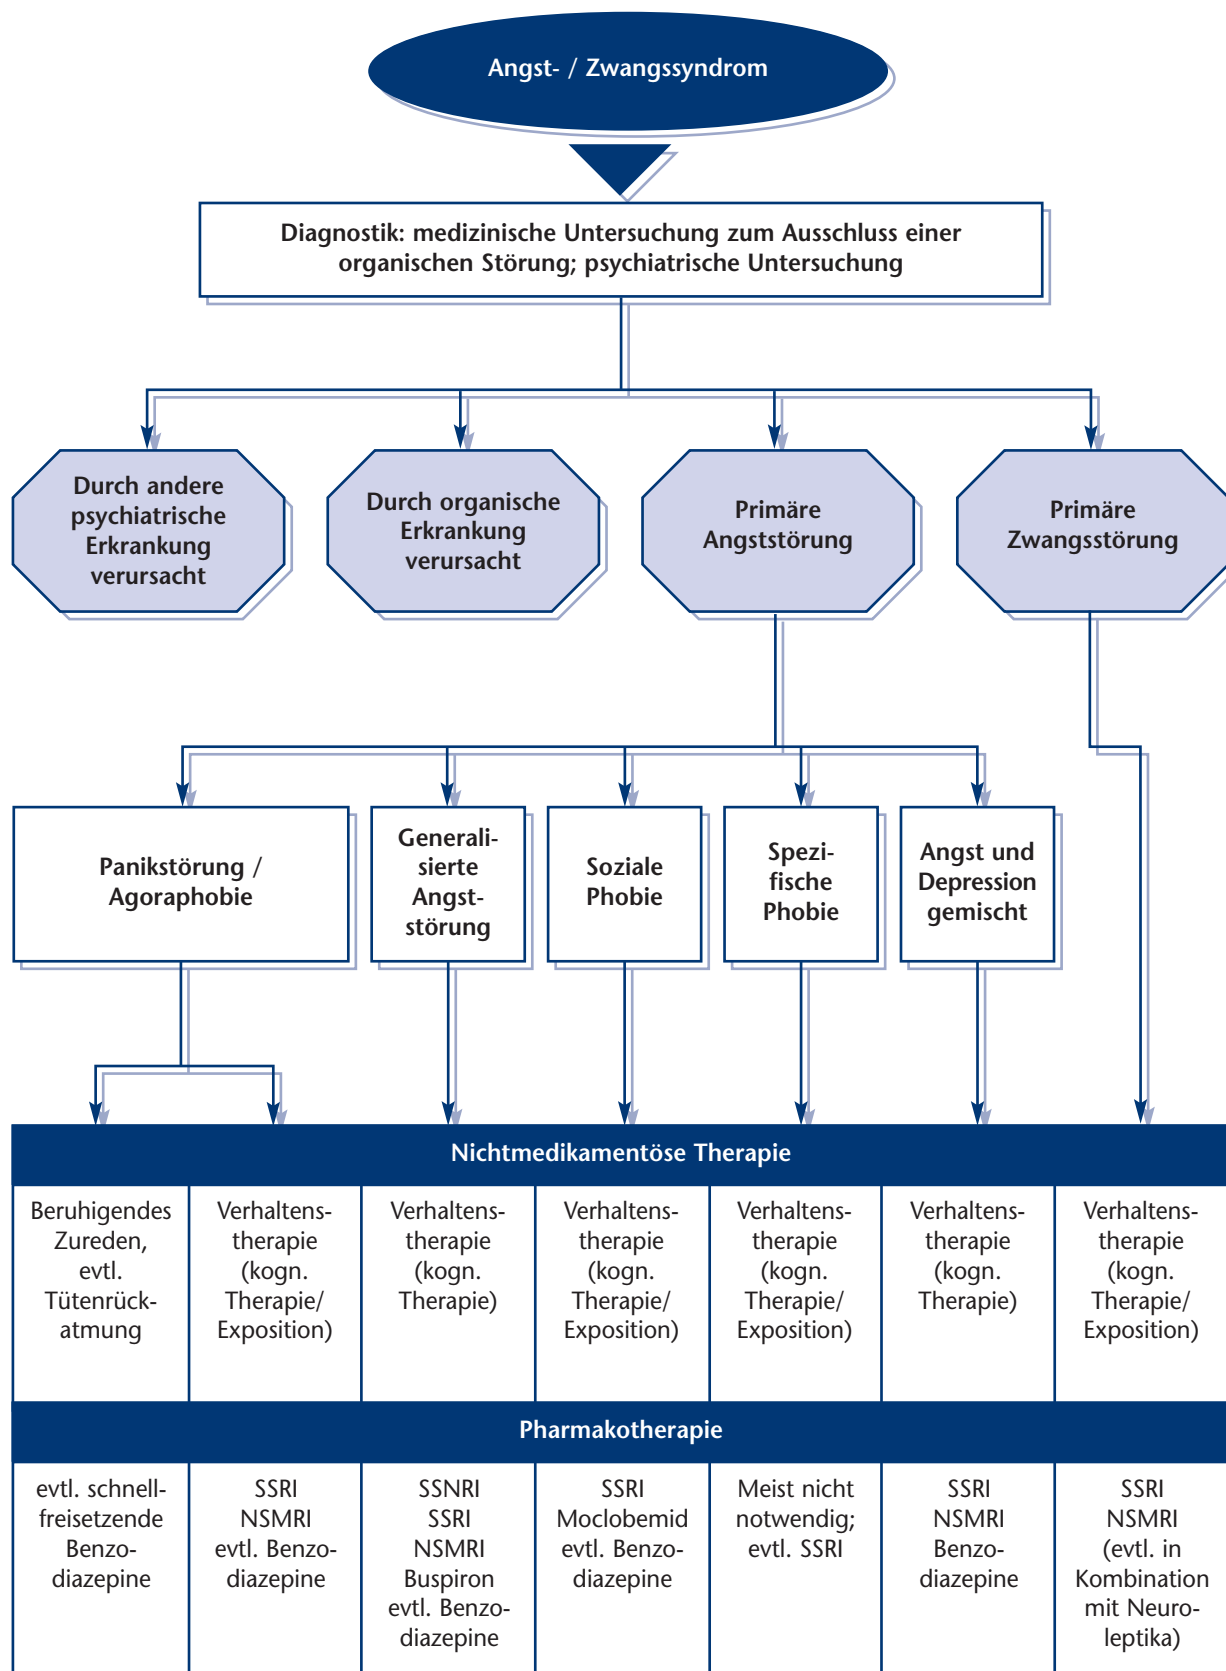 Angst- / Zwangssyndrom
Diagnostik: medizinische Untersuchung zum Ausschluss einer
organischen Störung; psychiatrische Untersuchung
Durch andere
psychiatrische
Erkrankung
verursacht
Durch organische
Erkrankung
verursacht
Primäre
Angststörung
Primäre
Zwangsstörung
Panikstörung /
Agoraphobie
Generali-
sierte
Angst-
störung
Soziale
Phobie
Spezi-
fische
Phobie
Angst und
Depression
gemischt
Nichtmedikamentöse Therapie
Beruhigendes
Zureden,
evtl.
Tütenrück-
atmung
Verhaltens-
therapie
(kogn.
Therapie/
Exposition)
Verhaltens-
therapie
(kogn.
Therapie)
Verhaltens-
therapie
(kogn.
Therapie/
Exposition)
Verhaltens-
therapie
(kogn.
Therapie/
Exposition)
Verhaltens-
therapie
(kogn.
Therapie)
Verhaltens-
therapie
(kogn.
Therapie/
Exposition)
Pharmakotherapie
evtl. schnell-
freisetzende
Benzo-
diazepine
SSRI
NSMRI
evtl. Benzo-
diazepine
SSNRI
SSRI
NSMRI
Buspiron
evtl. Benzo-
diazepine
SSRI
Moclobemid
evtl. Benzo-
diazepine
Meist nicht
notwendig;
evtl. SSRI
SSRI
NSMRI
Benzo-
diazepine
SSRI
NSMRI
(evtl. in
Kombination
mit Neuro-
leptika)